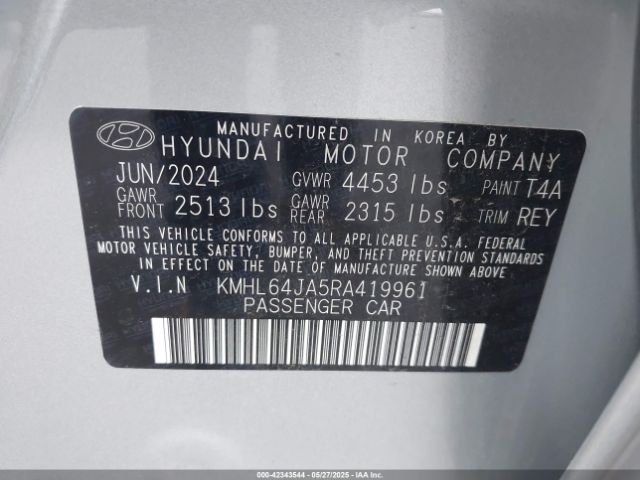 MANUFACTURED IN KOREA BY
HYUNDAI MOTOR COMPANY
JUN/2024 GVWR 4453 lbs PAINT T4A
GAWR FRONT 2513 lbs GAWR REAR 2315 lbs TRIM REY
THIS VEHICLE CONFORMS TO ALL APPLICABLE U.S.A. FEDERAL
MOTOR VEHICLE SAFETY, BUMPER, AND THEFT PREVENTION STANDARDS
IN EFFECT ON THE DATE OF MANUFACTURE SHOWN ABOVE.
V.I.N KMHL64JA5RA419961
PASSENGER CAR
000-42343544 | 05/27/2025 | IAAI.COM